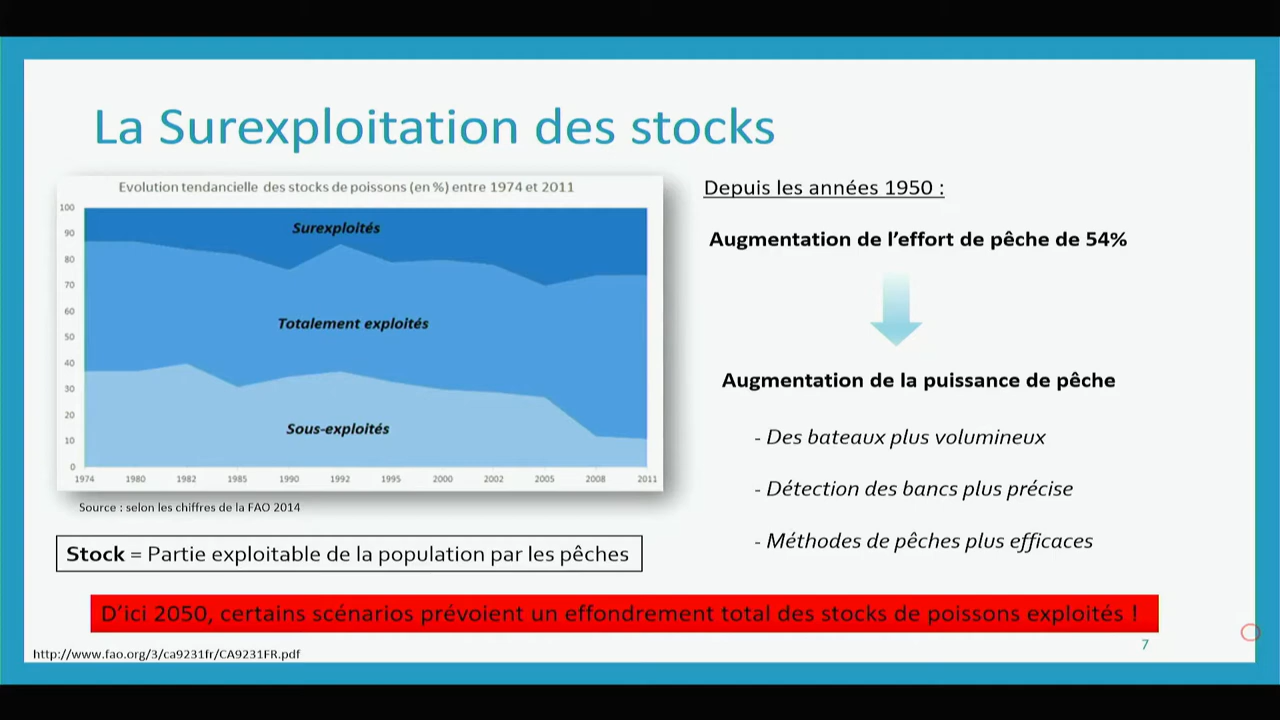 La Surexploitation des stocks
Evolution tendancielle des stocks de poissons (en %) entre 1974 et 2011
100
90
80
70
60
50
40
30
20
10
0
Surexploités
Totalement exploités
Sous-exploités
1974 1980 1982 1985 1990 1992 1995 2000 2002 2005 2008 2011
Source : selon les chiffres de la FAO 2014
Stock = Partie exploitable de la population par les pêches
Depuis les années 1950 :
Augmentation de l'effort de pêche de 54%
Augmentation de la puissance de pêche
- Des bateaux plus volumineux
- Détection des bancs plus précise
- Méthodes de pêches plus efficaces
D'ici 2050, certains scénarios prévoient un effondrement total des stocks de poissons exploités !
7
http://www.fao.org/3/ca9231fr/CA9231FR.pdf